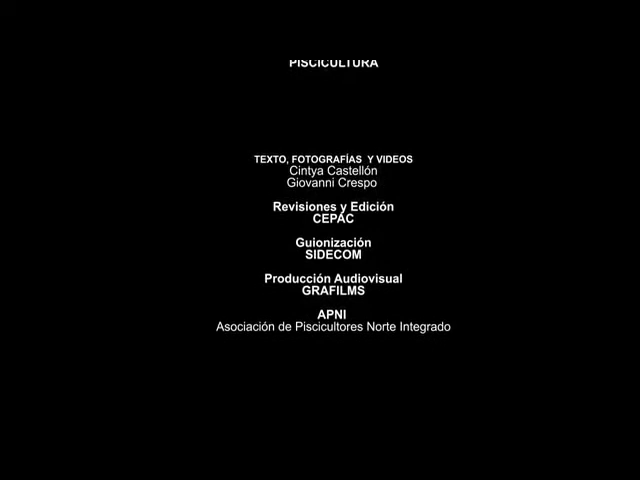 PISCICULTURA
TEXTO, FOTOGRAFÍAS Y VIDEOS
Cintya Castellón
Giovanni Crespo
Revisiones y Edición
CEPAC
Guionización
SIDECOM
Producción Audiovisual
GRAFILMS
APNI
Asociación de Piscicultores Norte Integrado